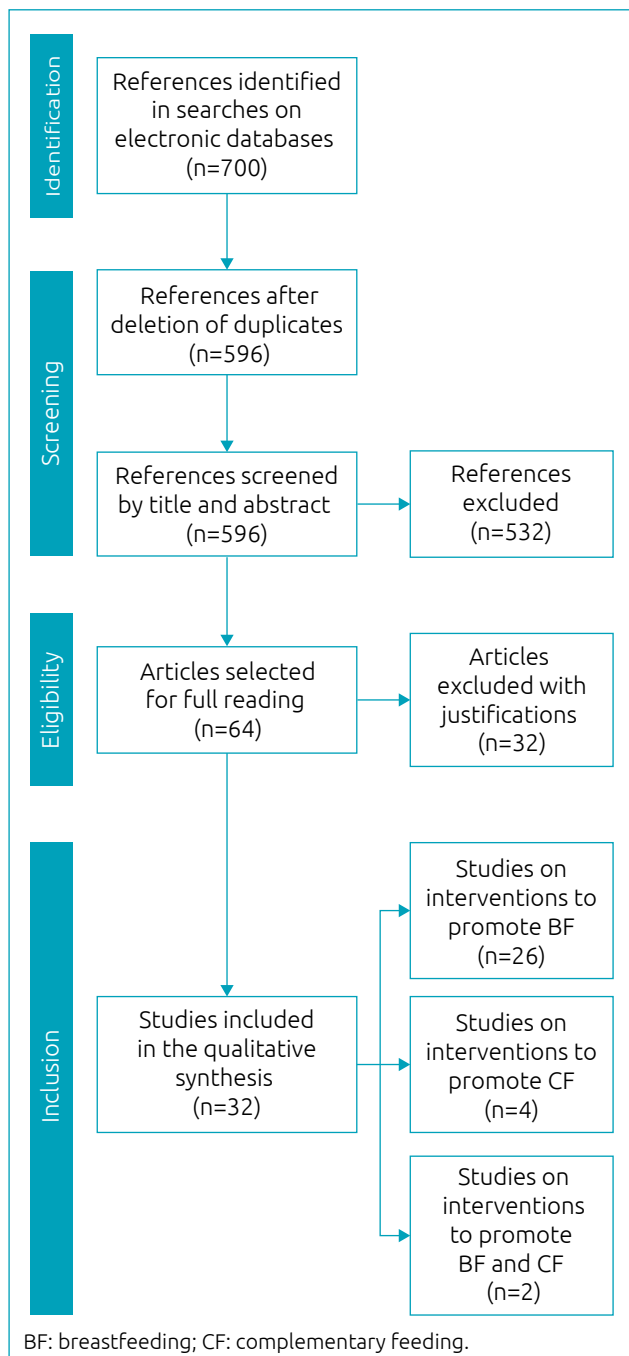 Identification
References identified
in searches on
electronic databases
(n=700)
Screening
References after
deletion of duplicates
(n=596)
References screened
by title and abstract
(n=596)
References
excluded
(n=532)
Eligibility
Articles selected
for full reading
(n=64)
Articles
excluded with
justifications
(n=32)
Inclusion
Studies included
in the qualitative
synthesis
(n=32)
Studies on
interventions to
promote BF
(n=26)
Studies on
interventions to
promote CF
(n=4)
Studies on
interventions
to promote
BF and CF
(n=2)
BF: breastfeeding; CF: complementary feeding.